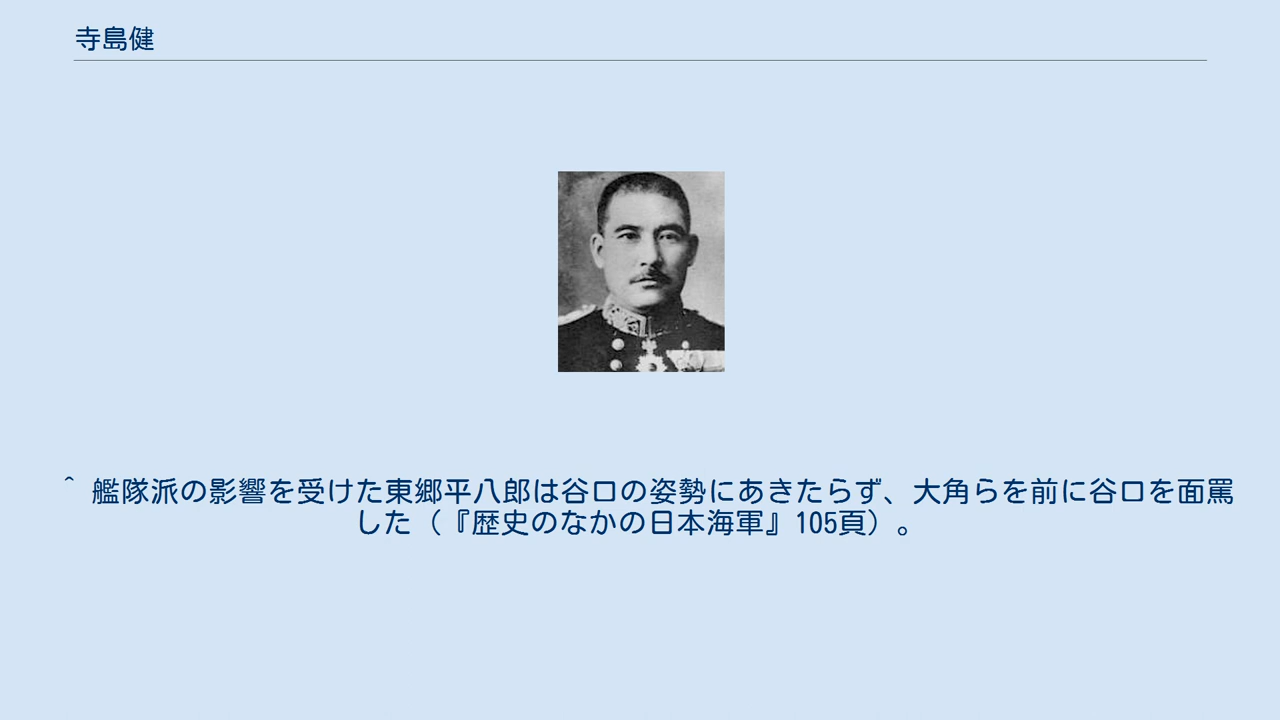 寺島健
^ 艦隊派の影響を受けた東郷平八郎は谷口の姿勢にあきたらず、大角らを前に谷口を面罵
した（『歴史のなかの日本海軍』105頁）。